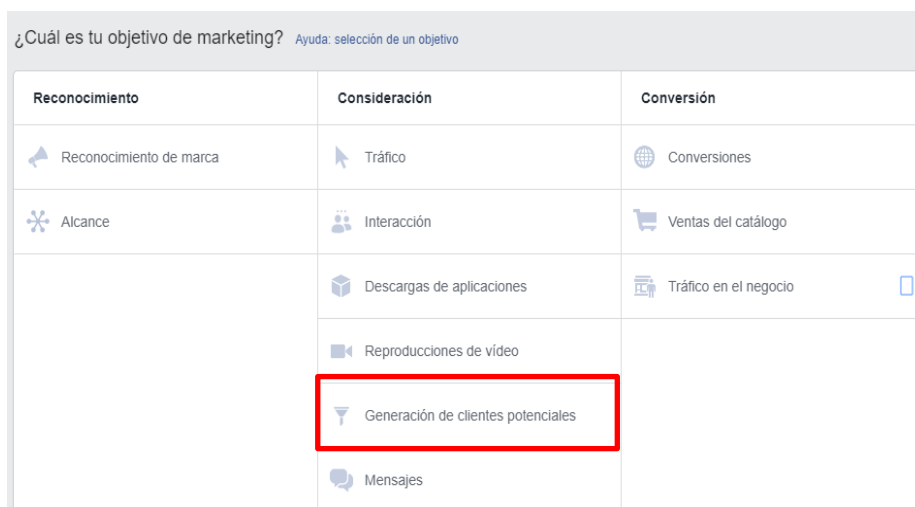 ¿Cuál es tu objetivo de marketing? Ayuda: selección de un objetivo
Reconocimiento Consideración Conversión
Reconocimiento de marca Tráfico Conversiones
Alcance Interacción Ventas del catálogo
Descargas de aplicaciones Tráfico en el negocio
Reproducciones de vídeo
Generación de clientes potenciales
Mensajes